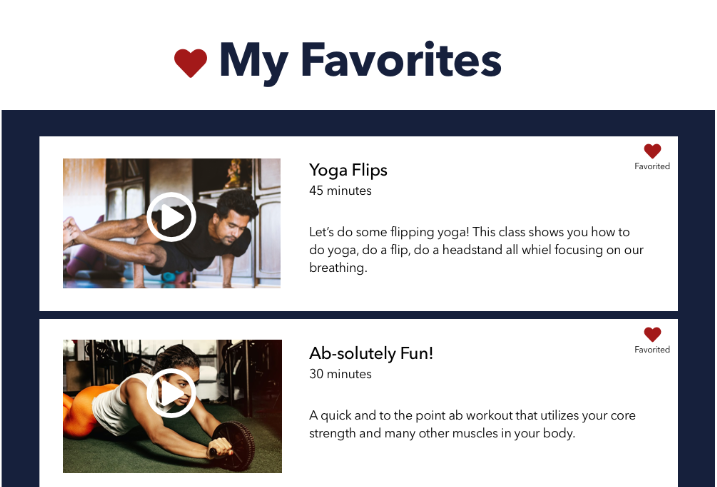 My Favorites
Favorited
Yoga Flips
45 minutes
Let's do some flipping yoga! This class shows you how to
do yoga, do a flip, do a headstand all whiel focusing on our
breathing.
Favorited
Ab-solutely Fun!
30 minutes
A quick and to the point ab workout that utilizes your core
strength and many other muscles in your body.